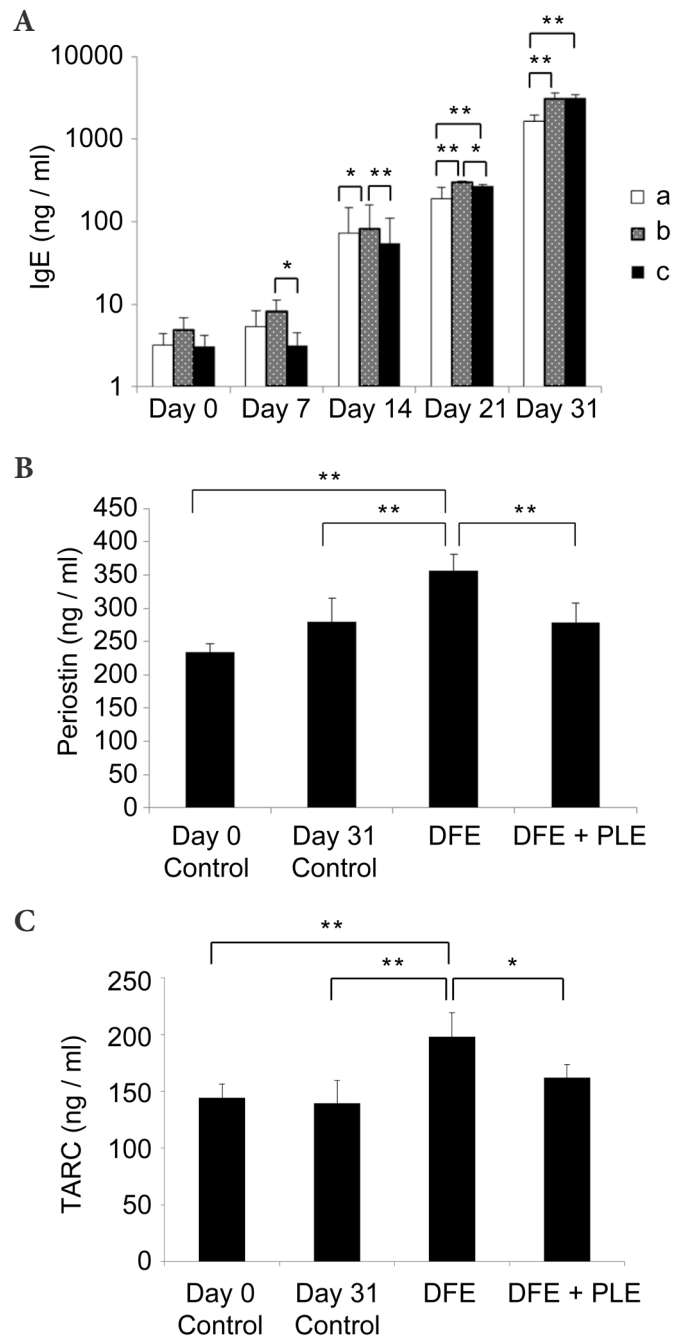 A
IgE (ng / ml)
10000
1000
100
10
1
*
* **
**
** *
**
**
Day 0 Day 7 Day 14 Day 21 Day 31
a
b
c
B
Periostin (ng / ml)
450
400
350
300
250
200
150
100
50
0
**
** **
Day 0 Day 31 DFE DFE + PLE
Control Control
C
TARC (ng / ml)
250
200
150
100
50
0
**
** *
Day 0 Day 31 DFE DFE + PLE
Control Control